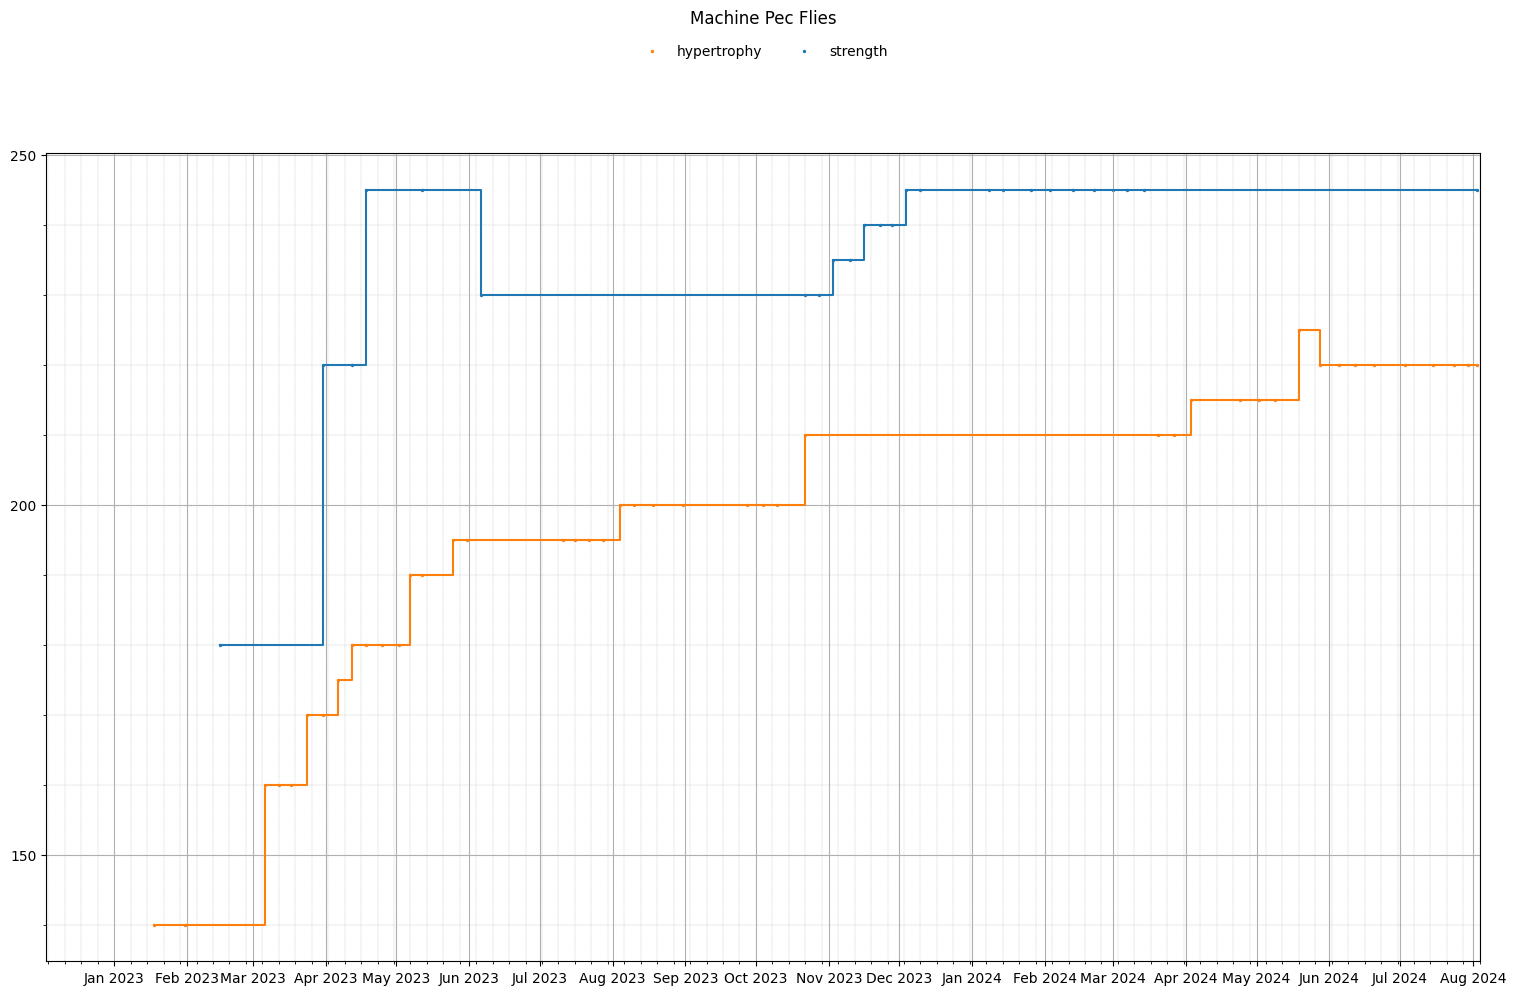 Machine Pec Flies
hypertrophy strength
250
200
150
Jan 2023 Feb 2023 Mar 2023 Apr 2023 May 2023 Jun 2023 Jul 2023 Aug 2023 Sep 2023 Oct 2023 Nov 2023 Dec 2023 Jan 2024 Feb 2024 Mar 2024 Apr 2024 May 2024 Jun 2024 Jul 2024 Aug 2024